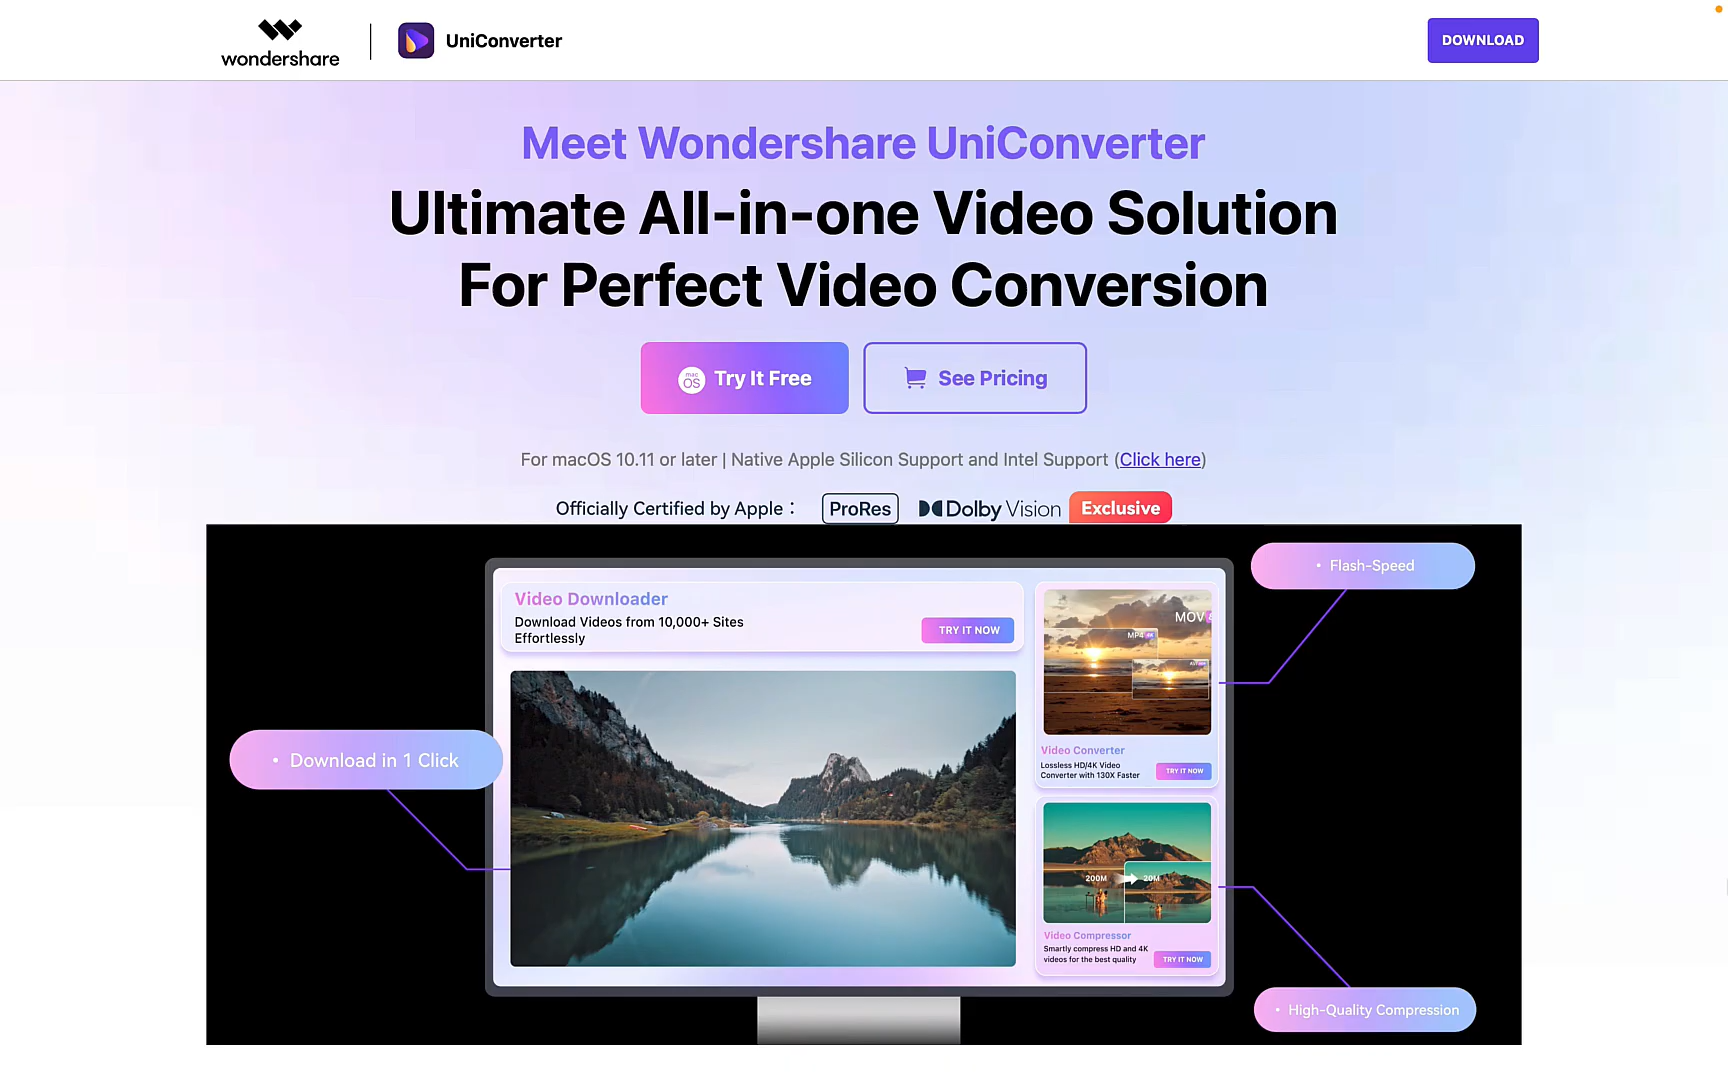 wondershare
UniConverter
DOWNLOAD
Meet Wondershare UniConverter
Ultimate All-in-one Video Solution
For Perfect Video Conversion
macOS Try It Free
See Pricing
For macOS 10.11 or later | Native Apple Silicon Support and Intel Support (Click here)
Officially Certified by Apple : ProRes Dolby Vision Exclusive
Flash-Speed
Video Downloader
Download Videos from 10,000+ Sites
Effortlessly
TRY IT NOW
MOV
MP4 4K
Download in 1 Click
Video Converter
Lossless HD/4K Video
Converter with 130X Faster
TRY IT NOW
200M 20M
Video Compressor
Smartly compress HD and 4K
videos for the best quality
TRY IT NOW
High-Quality Compression